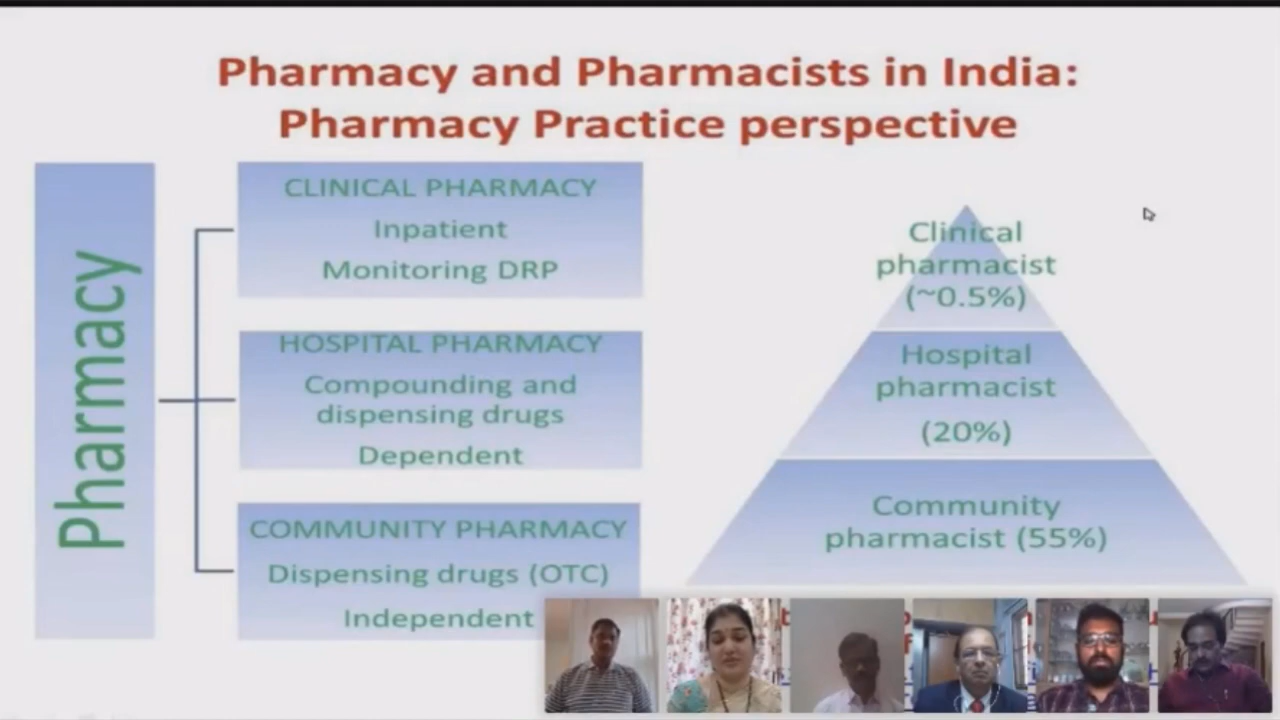 Pharmacy and Pharmacists in India:
Pharmacy Practice perspective
Pharmacy
CLINICAL PHARMACY
Inpatient
Monitoring DRP
HOSPITAL PHARMACY
Compounding and
dispensing drugs
Dependent
COMMUNITY PHARMACY
Dispensing drugs (OTC)
Independent
Clinical
pharmacist
(~0.5%)
Hospital
pharmacist
(20%)
Community
pharmacist (55%)